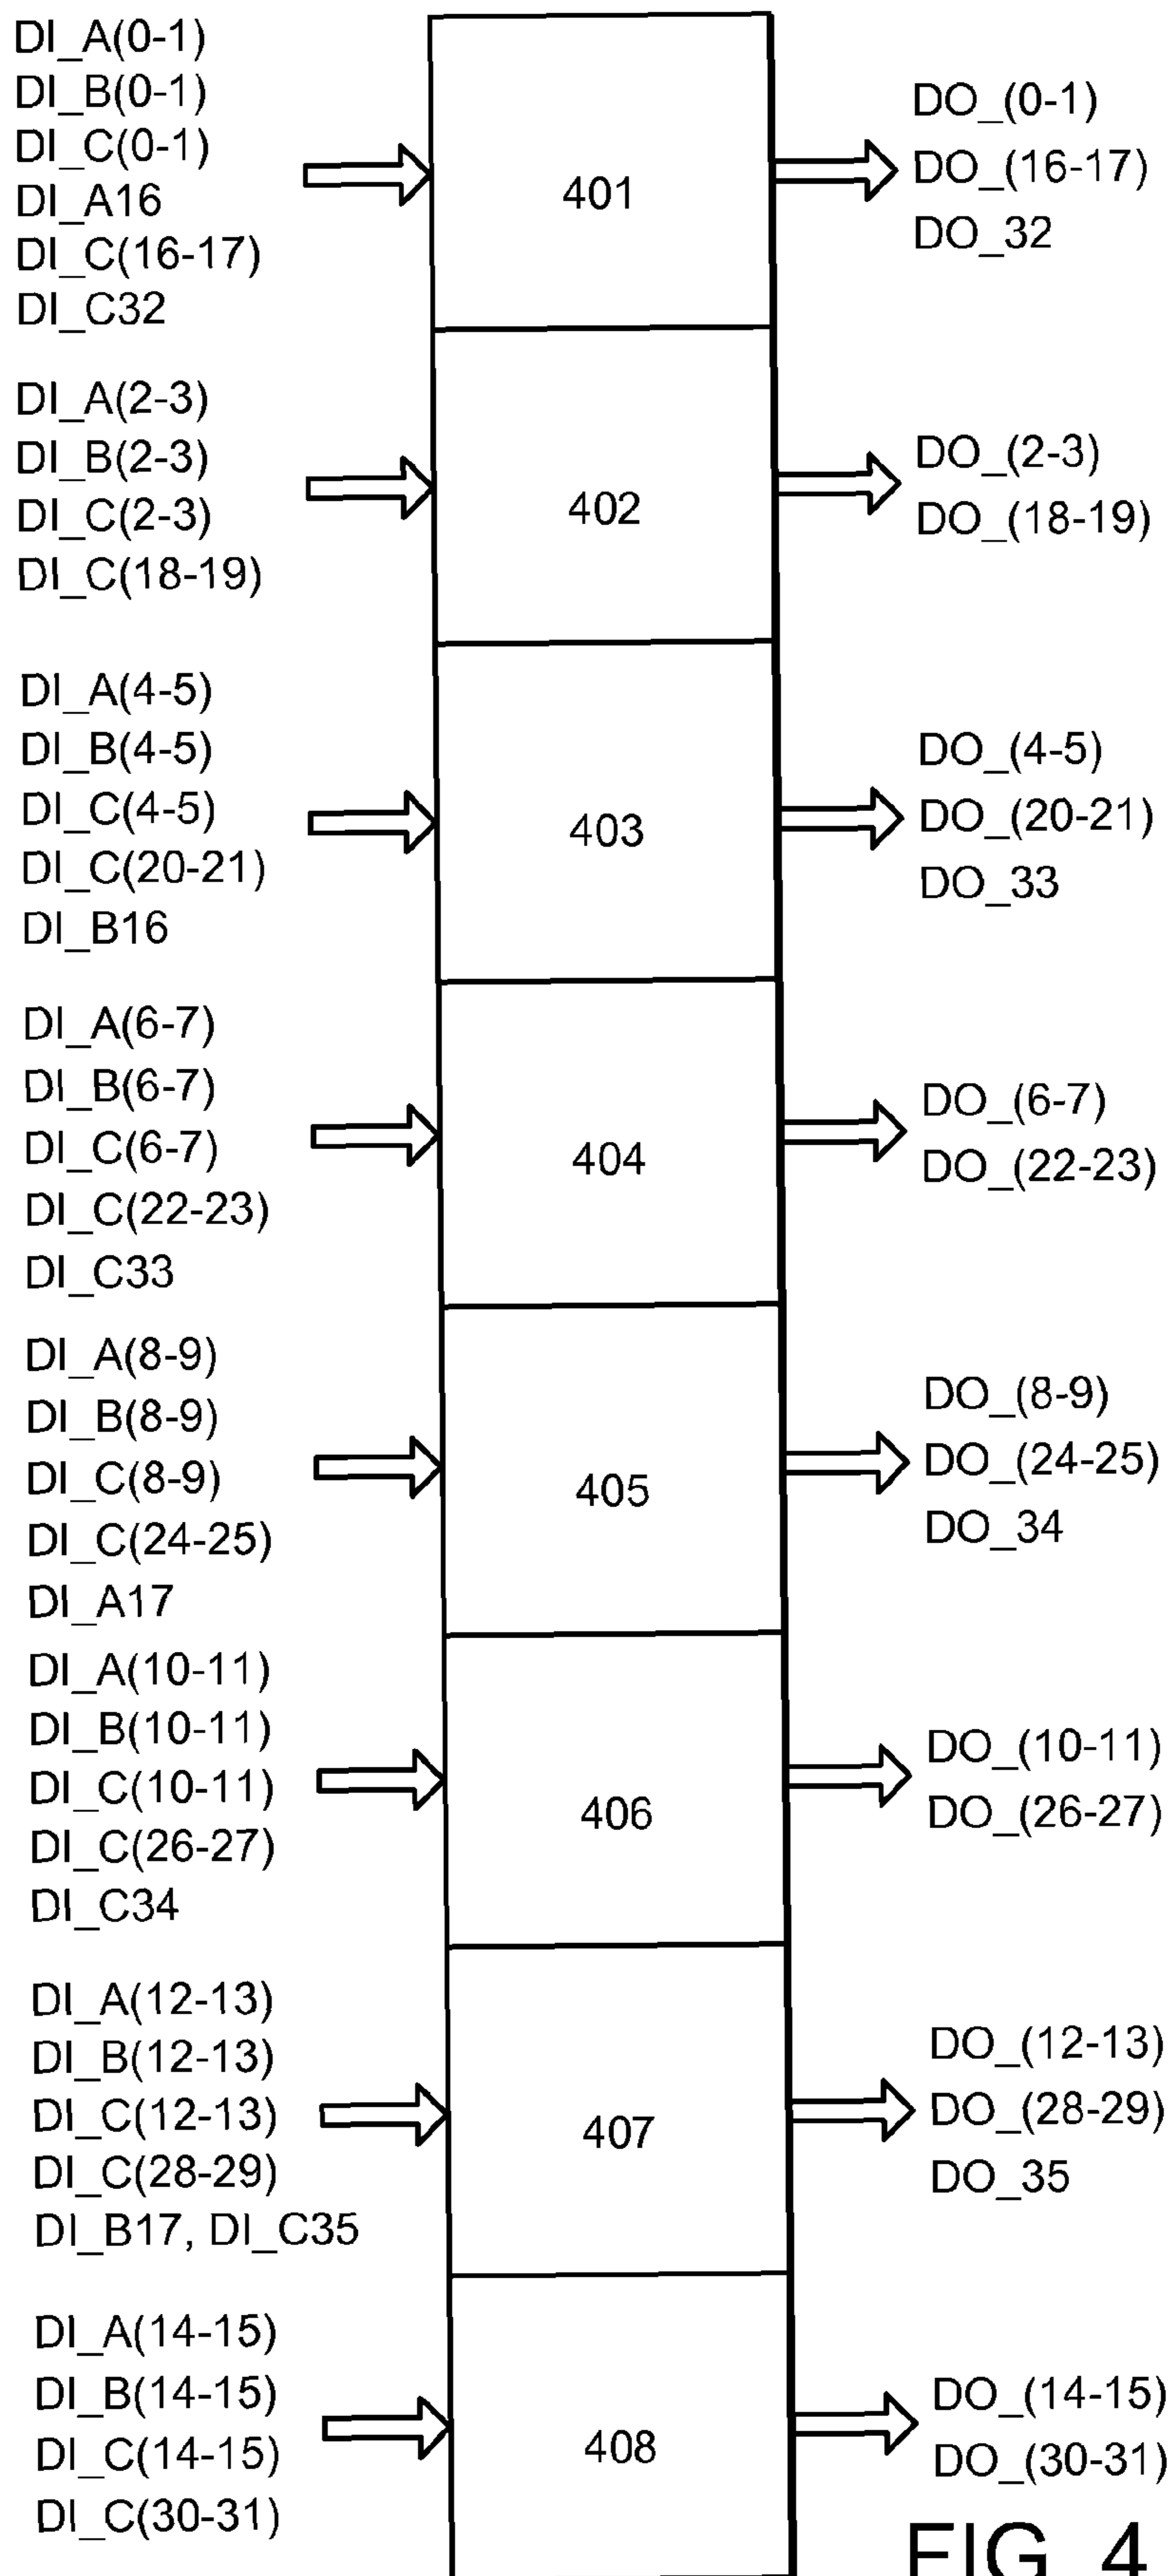 DI_A(0-1)
DI_B(0-1)
DI_C(0-1)
DI_A16
DI_C(16-17)
DI_C32
401
DO_(0-1)
DO_(16-17)
DO_32
DI_A(2-3)
DI_B(2-3)
DI_C(2-3)
DI_C(18-19)
402
DO_(2-3)
DO_(18-19)
DI_A(4-5)
DI_B(4-5)
DI_C(4-5)
DI_C(20-21)
DI_B16
403
DO_(4-5)
DO_(20-21)
DO_33
DI_A(6-7)
DI_B(6-7)
DI_C(6-7)
DI_C(22-23)
DI_C33
404
DO_(6-7)
DO_(22-23)
DI_A(8-9)
DI_B(8-9)
DI_C(8-9)
DI_C(24-25)
DI_A17
405
DO_(8-9)
DO_(24-25)
DO_34
DI_A(10-11)
DI_B(10-11)
DI_C(10-11)
DI_C(26-27)
DI_C34
406
DO_(10-11)
DO_(26-27)
DI_A(12-13)
DI_B(12-13)
DI_C(12-13)
DI_C(28-29)
DI_B17, DI_C35
407
DO_(12-13)
DO_(28-29)
DO_35
DI_A(14-15)
DI_B(14-15)
DI_C(14-15)
DI_C(30-31)
408
DO_(14-15)
DO_(30-31)
FIG. 4